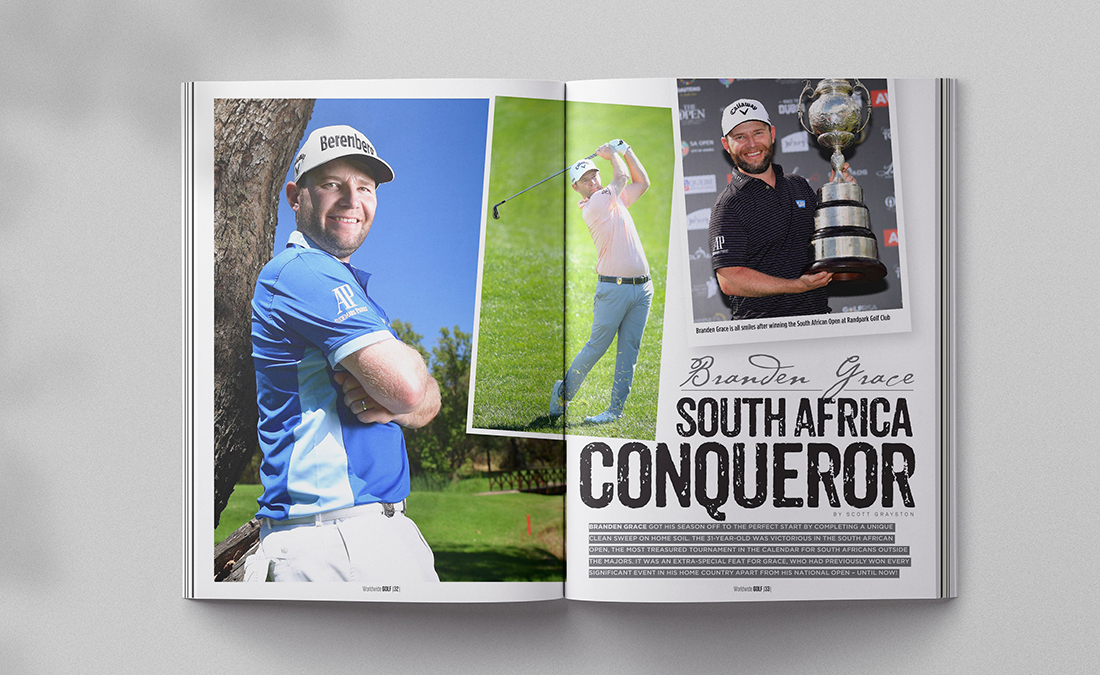 Berenberg
AP
AUDEMARS PIGUET
Callaway
THE
OPEN
SA OPEN
AP
Branden Grace is all smiles after winning the South African Open at Randpark Golf Club
Branden Grace
SOUTH AFRICA
CONQUEROR
BY SCOTT GRAYSTON
BRANDEN GRACE GOT HIS SEASON OFF TO THE PERFECT START BY COMPLETING A UNIQUE
CLEAN SWEEP ON HOME SOIL. THE 31-YEAR-OLD WAS VICTORIOUS IN THE SOUTH AFRICAN
OPEN, THE MOST TREASURED TOURNAMENT IN THE CALENDAR FOR SOUTH AFRICANS OUTSIDE
THE MAJORS. IT WAS AN EXTRA-SPECIAL FEAT FOR GRACE, WHO HAD PREVIOUSLY WON EVERY
SIGNIFICANT EVENT IN HIS HOME COUNTRY APART FROM HIS NATIONAL OPEN – UNTIL NOW!
Worldwide GOLF [32]
Worldwide GOLF [33]